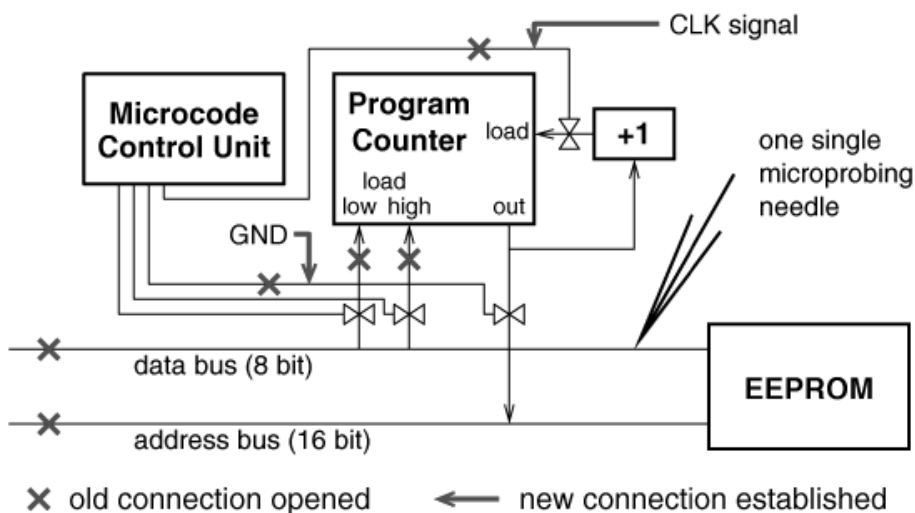 CLK signal
Microcode
Control Unit
Program
Counter
load
+1
one single
microprobing
needle
load
low high
out
GND
data bus (8 bit)
EEPROM
address bus (16 bit)
old connection opened
new connection established